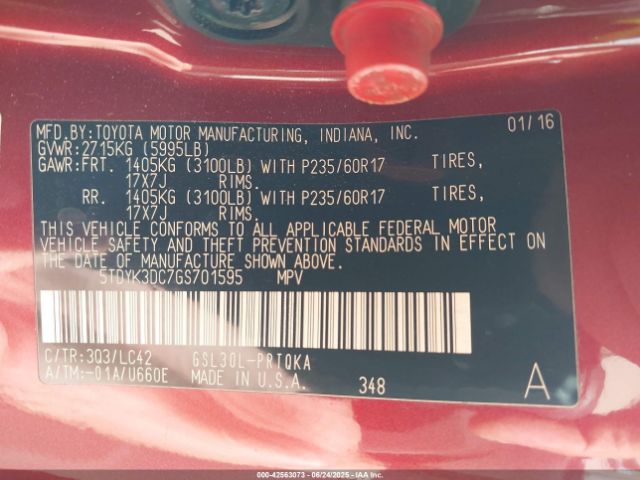 MFD.BY:TOYOTA MOTOR MANUFACTURING, INDIANA, INC. 01/16
GVWR:2715KG (5995LB)
GAWR:FRT. 1405KG (3100LB) WITH P235/60R17 TIRES,
17X7J RIMS.
RR. 1405KG (3100LB) WITH P235/60R17 TIRES,
17X7J RIMS.
THIS VEHICLE CONFORMS TO ALL APPLICABLE FEDERAL MOTOR
VEHICLE SAFETY AND THEFT PREVENTION STANDARDS IN EFFECT ON
THE DATE OF MANUFACTURE SHOWN ABOVE.
5TDYK3DC7GS701595 MPV
C/TR:3Q3/LC42 GSL30L-PRTQKA
A/TM:-01A/U660E MADE IN U.S.A. 348 A
000-42563073 - 06/24/2025 - IAAI.COM